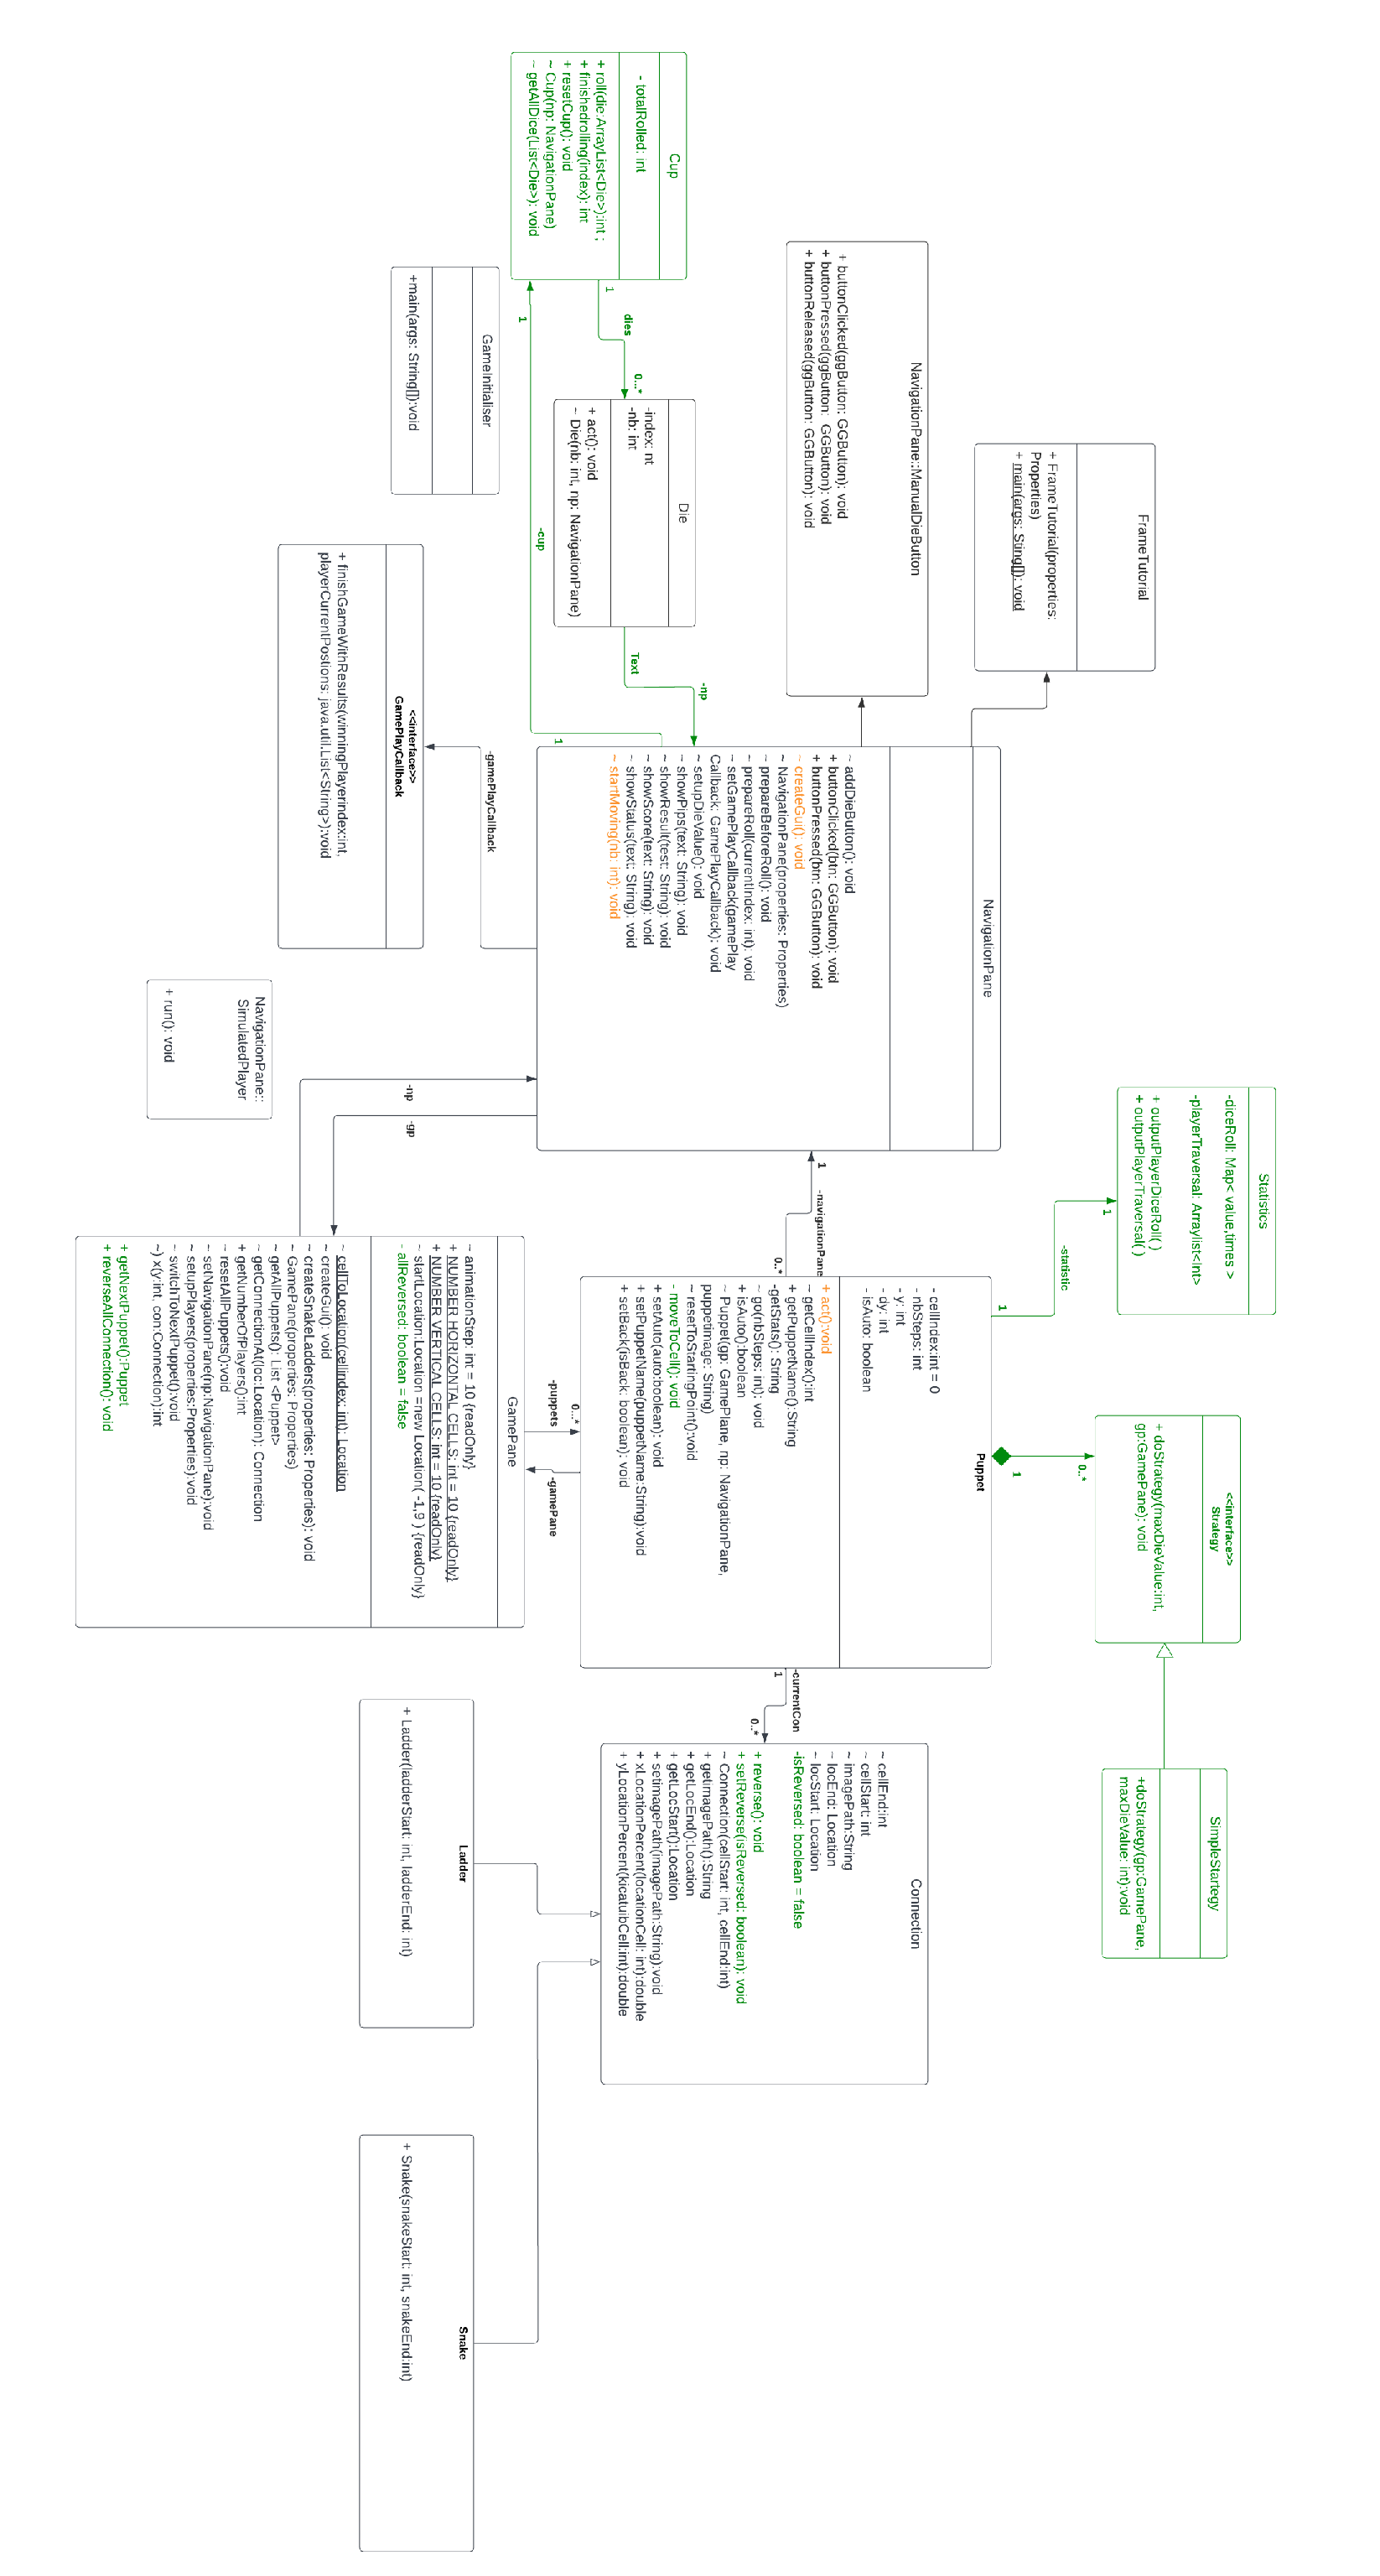 Cup
- totalRolled: int
+ roll(die:ArrayList<Die>):int ;
+ finishedrolling(index): int
+ resetCup(): void
~ Cup(np: NavigationPane)
~ getAllDice(List<Die>): void
1
dies
0...*
1
-cup
1
GameInitialiser
+main(args: String[]):void
Die
-index: nt
-nb: int
+ act(): void
~ Die(nb: int, np: NavigationPane)
Text
-np
NavigationPane::ManualDieButton
+ buttonClicked(ggButton: GGButton): void
+ buttonPressed(ggButton: GGButton): void
+ buttonReleased(ggButton: GGButton): void
FrameTutorial
+ FrameTutorial(properties:
Properties)
+ main(args: Sting[]): void
<<interface>>
GamePlayCallback
+ finishGameWithResults(winningPlayerindex:int,
playerCurrentPostions: java.util.List<String>):void
-gamePlayCallback
NavigationPane
~ addDieButton(): void
+ buttonClicked(btn: GGButton): void
+ buttonPressed(btn: GGButton): void
~ createGui(): void
~ NavigationPane(properties: Properties)
~ prepareBeforeRoll(): void
~ prepareRoll(currentIndex: int): void
~ setGamePlayCallback(gamePlay
Callback: GamePlayCallback): void
~ setupDieValue(): void
~ showPips(text: String): void
~ showResult(test: String): void
~ showScore(text: String): void
~ showStatus(text: String): void
~ startMoving(nb: int): void
NavigationPane::
SimulatedPlayer
+ run(): void
-np
-gp
Statistics
-diceRoll: Map< value,times >
-playerTraversal: Arraylist<Int>
+ outputPlayerDiceRoll( )
+ outputPlayerTraversal( )
1
-statistic
1
1
-navigationPane
0..*
Puppet
- cellIndex:int = 0
- nbSteps: int
- y: int
- dy: int
- isAuto: boolean
+ act():void
~ getCellIndex():int
+ getPuppetName():String
-getStats(): String
~ go(nbSteps: int): void
+ isAuto():boolean
~ Puppet(gp: GamePlane, np: NavigationPane,
puppetimage: String)
~ resetToStartingPoint():void
- moveToCell(): void
+ setAuto(auto:boolean): void
+ setPuppetName(puppetName:String):void
+ setBack(isBack: boolean): void
<<interface>>
Strategy
+ doStrategy(maxDieValue:int,
gp:GamePane): void
0..*
1
SimpleStartegy
+doStrategy(gp:GamePane,
maxDieValue: int):void
GamePane
~ animationStep: int = 10 {readOnly}
+ NUMBER HORIZONTAL CELLS: int = 10 {readOnly}
+ NUMBER VERTICAL CELLS: int = 10 {readOnly}
~ startLocation:Location =new Location( -1,9 ) {readOnly}
- allReversed: boolean = false
~ cellToLocation(cellindex: int): Location
~ createGui(): void
~ createSnakeLadders(properties: Properties): void
~ GamePane(properties: Properties)
~ getAllPuppets(): List <Puppet>
~ getConnectionAt(loc:Location): Connection
+ getNumberOfPlayers():int
~ resetAllPuppets():void
~ setNavigationPane(np:NavigationPane):void
~ setupPlayers(properties:Properties):void
~ switchToNextPuppet():void
~) x(y:int, con:Connection):int
+ getNextPuppet():Puppet
+ reverseAllConnection(): void
0...*
-puppets
-gamePane
-currentCon
1
0..*
Connection
~ cellEnd:int
~ cellStart: int
~ imagePath:String
~ locEnd: Location
~ locStart: Location
-isReversed: boolean = false
+ reverse(): void
+ setReverse(isReversed: boolean): void
~ Connection(cellStart: int, cellEnd:int)
+ getimagePath():String
+ getLocEnd():Location
+ getLocStart():Location
+ setimagePath(imagePath:String):void
+ xLocationPercent(locationCell: int):double
+ yLocationPercent(kicatuibCell:int):double
Ladder
+ Ladder(ladderStart: int, ladderEnd: int)
Snake
+ Snake(snakeStart: int, snakeEnd:int)